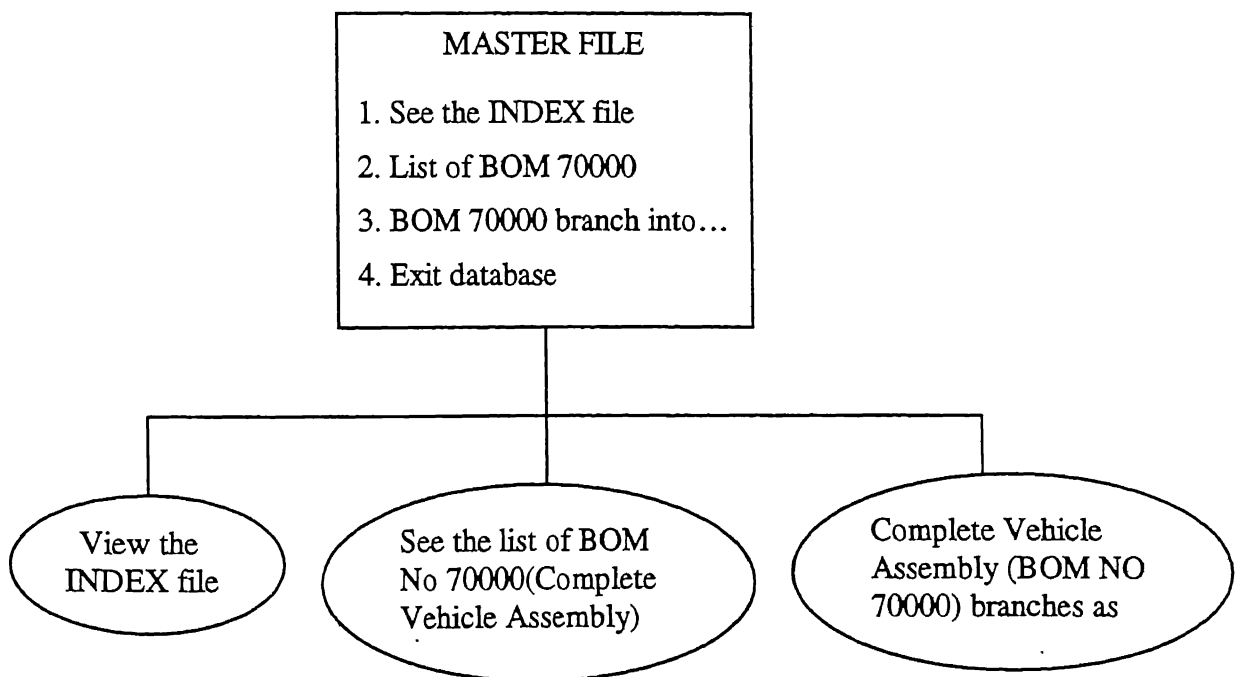 MASTER FILE
1. See the INDEX file
2. List of BOM 70000
3. BOM 70000 branch into...
4. Exit database
View the
INDEX file
See the list of BOM
No 70000(Complete
Vehicle Assembly)
Complete Vehicle
Assembly (BOM NO
70000) branches as